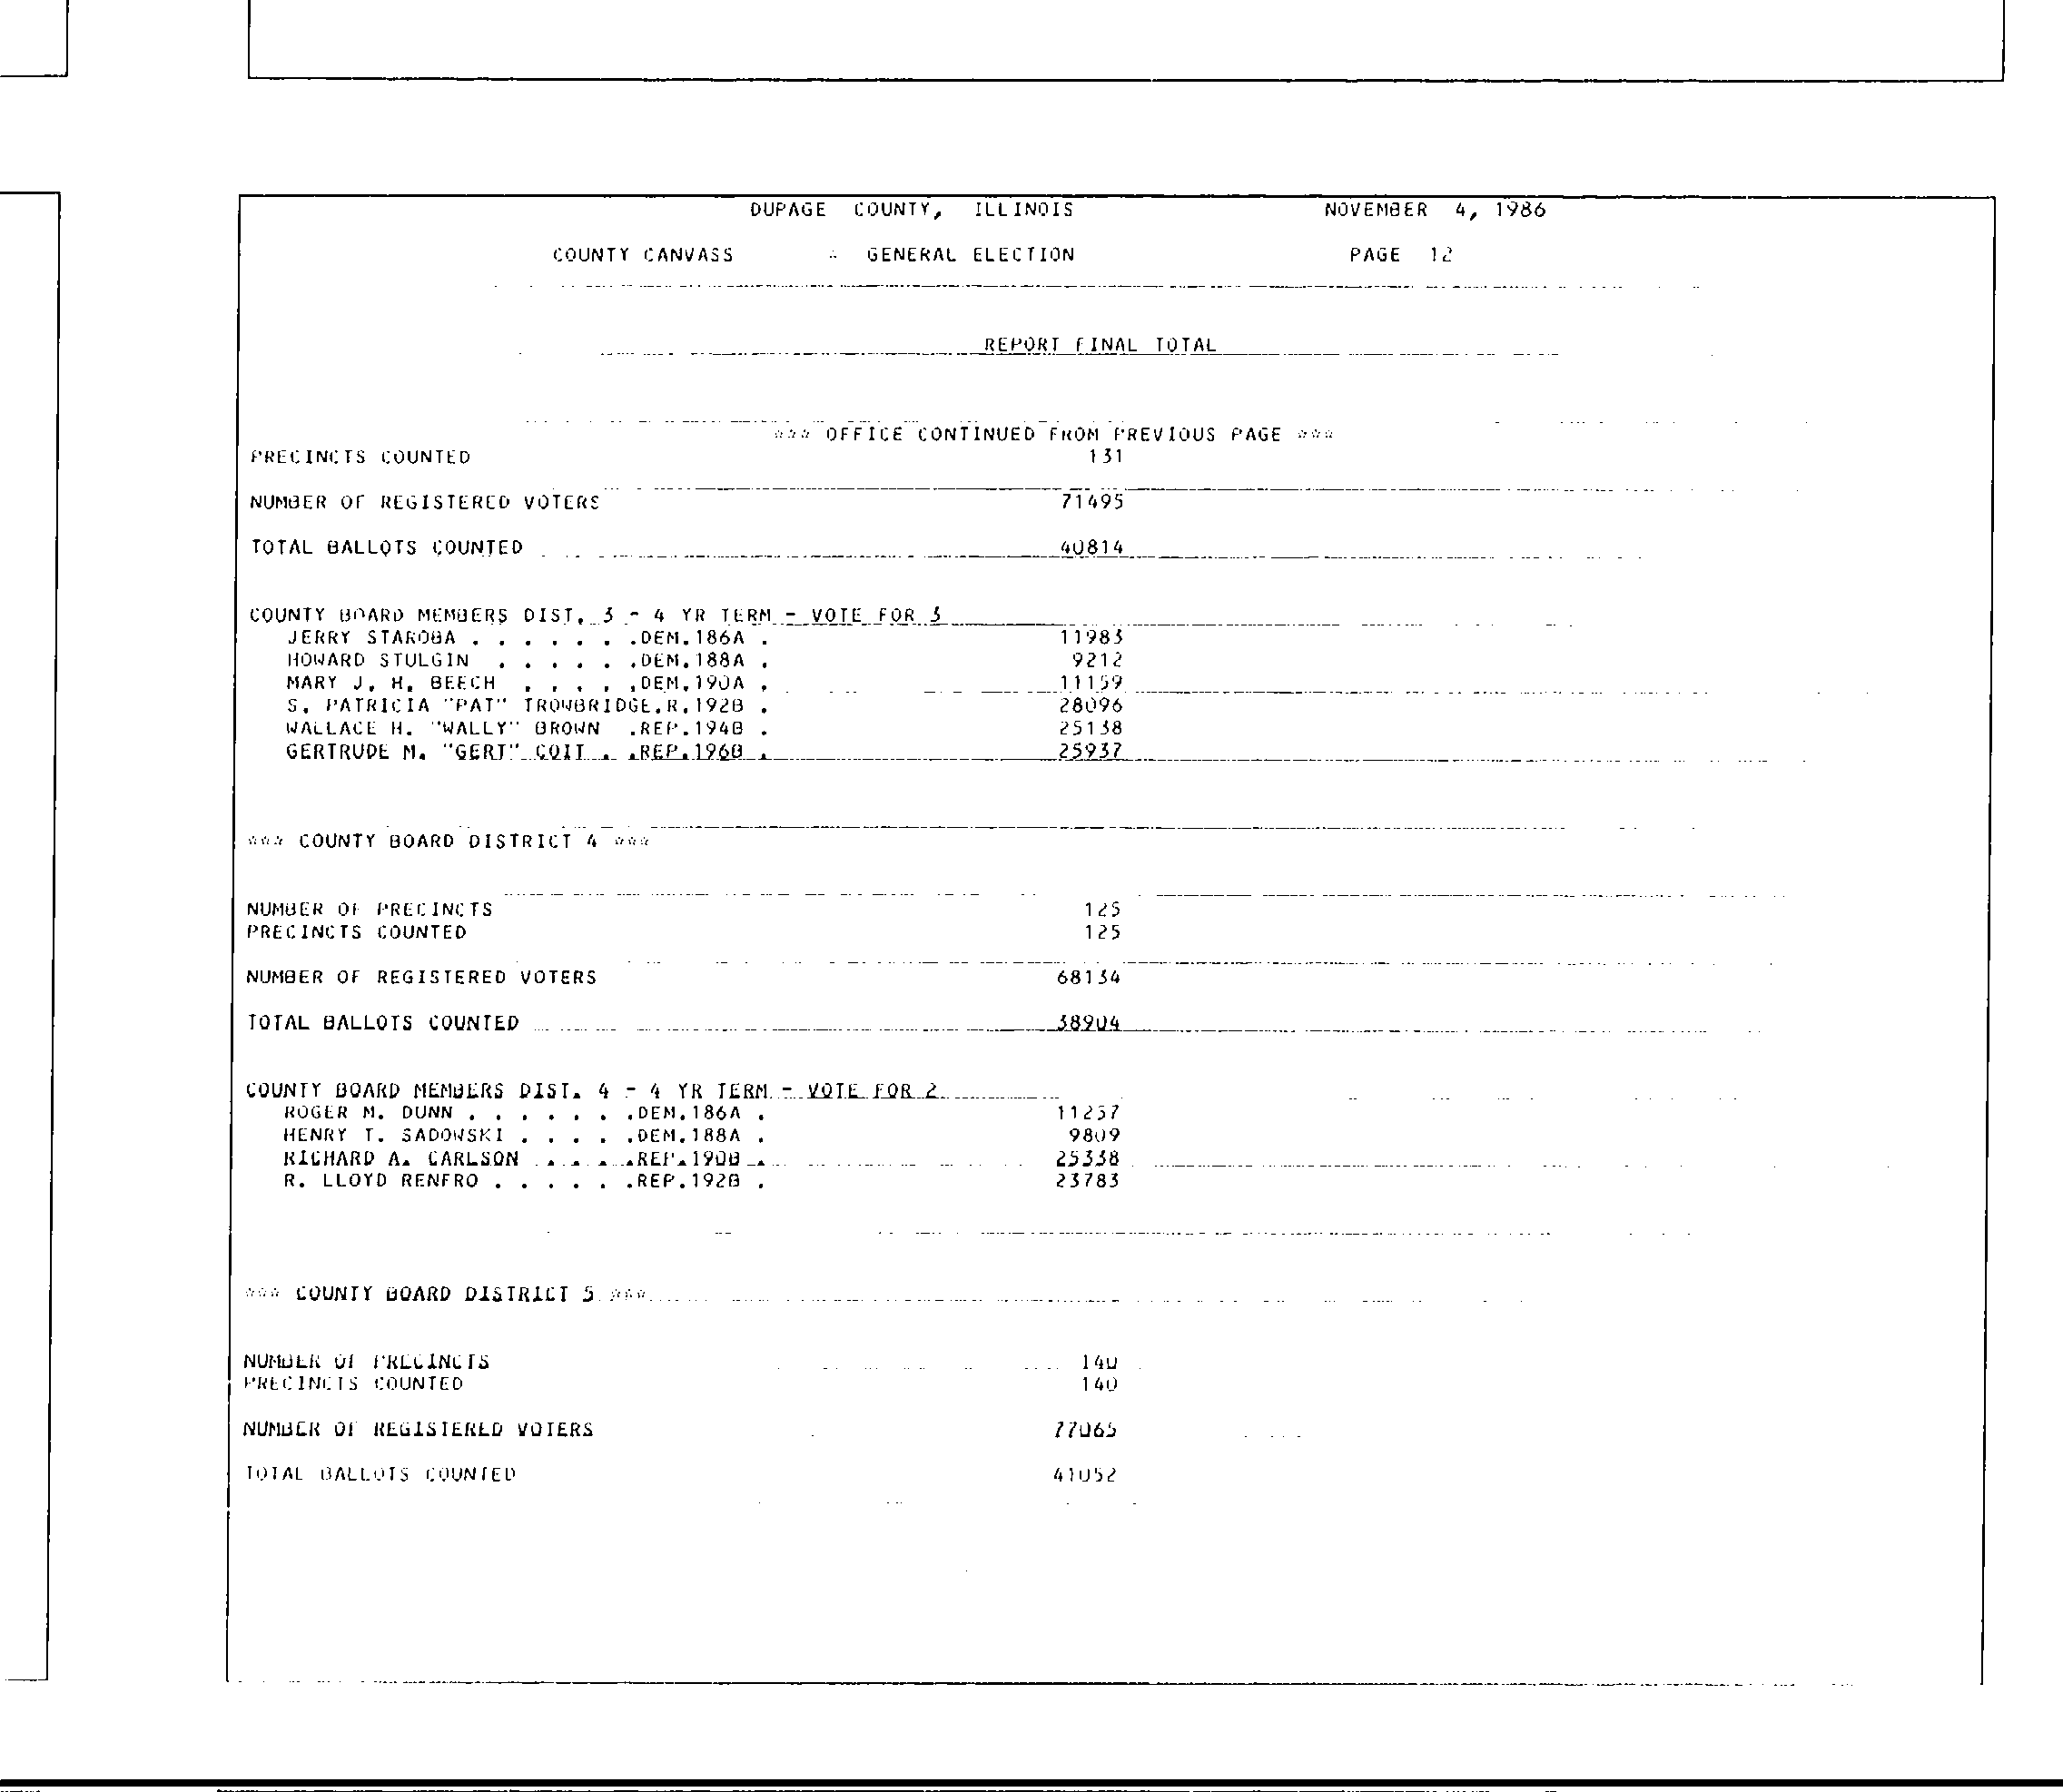 DUPAGE COUNTY, ILLINOIS NOVEMBER 4, 1986
COUNTY CANVASS - GENERAL ELECTION PAGE 12
REPORT FINAL TOTAL
*** OFFICE CONTINUED FROM PREVIOUS PAGE ***
PRECINCTS COUNTED 131
NUMBER OF REGISTERED VOTERS 71495
TOTAL BALLOTS COUNTED 40814
COUNTY BOARD MEMBERS DIST. 3 - 4 YR TERM - VOTE FOR 3
JERRY STAROBA . . . . . . .DEM.186A . 11983
HOWARD STULGIN . . . . . .DEM.188A . 9212
MARY J. H. BEECH . . . . .DEM.190A . 11159
S. PATRICIA "PAT" TROWBRIDGE.R.192B . 28096
WALLACE H. "WALLY" BROWN .REP.194B . 25138
GERTRUDE M. "GERT" COIT . .REP.196B . 25937
*** COUNTY BOARD DISTRICT 4 ***
NUMBER OF PRECINCTS 125
PRECINCTS COUNTED 125
NUMBER OF REGISTERED VOTERS 68134
TOTAL BALLOTS COUNTED 38904
COUNTY BOARD MEMBERS DIST. 4 - 4 YR TERM - VOTE FOR 2
ROGER M. DUNN . . . . . . .DEM.186A . 11237
HENRY T. SADOWSKI . . . . .DEM.188A . 9809
RICHARD A. CARLSON . . . .REP.190B . 25338
R. LLOYD RENFRO . . . . . .REP.192B . 23783
*** COUNTY BOARD DISTRICT 5 ***
NUMBER OF PRECINCTS 140
PRECINCTS COUNTED 140
NUMBER OF REGISTERED VOTERS 77065
TOTAL BALLOTS COUNTED 41052